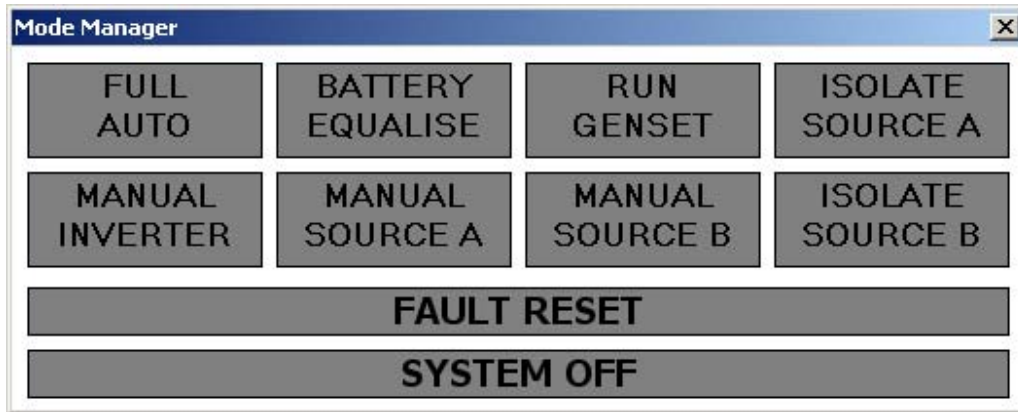 Mode Manager
FULL
AUTO
BATTERY
EQUALISE
RUN
GENSET
ISOLATE
SOURCE A
MANUAL
INVERTER
MANUAL
SOURCE A
MANUAL
SOURCE B
ISOLATE
SOURCE B
FAULT RESET
SYSTEM OFF